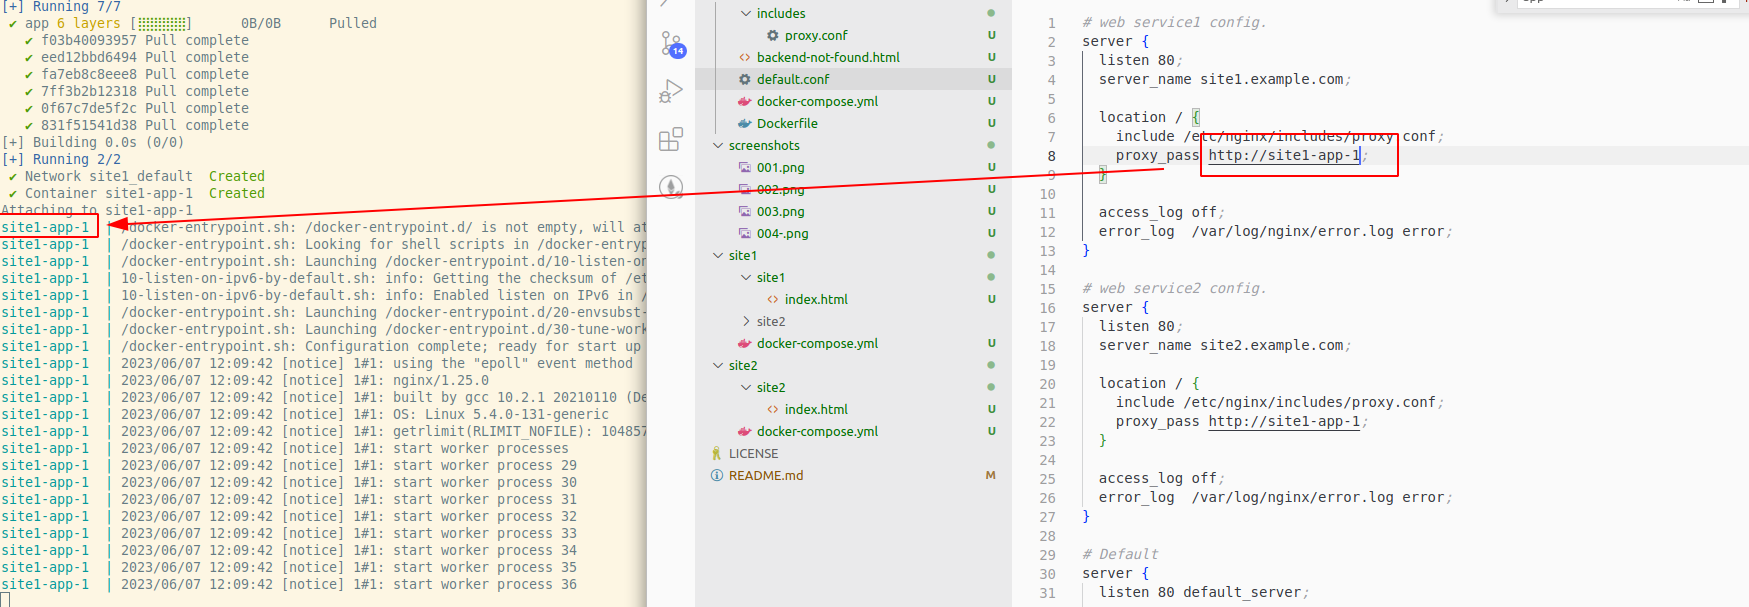 [+] Running 7/7
✔ app 6 layers [⣿⣿⣿⣿⣿⣿] 0B/0B Pulled
✔ f03b40093957 Pull complete
✔ eed12bbd6494 Pull complete
✔ fa7eb8c8eee8 Pull complete
✔ 7ff3b2b12318 Pull complete
✔ 0f67c7de5f2c Pull complete
✔ 831f51541d38 Pull complete
[+] Building 0.0s (0/0)
[+] Running 2/2
✔ Network site1_default Created
✔ Container site1-app-1 Created
Attaching to site1-app-1
site1-app-1 | /docker-entrypoint.sh: /docker-entrypoint.d/ is not empty, will at
site1-app-1 | /docker-entrypoint.sh: Looking for shell scripts in /docker-entryp
site1-app-1 | /docker-entrypoint.sh: Launching /docker-entrypoint.d/10-listen-on
site1-app-1 | 10-listen-on-ipv6-by-default.sh: info: Getting the checksum of /et
site1-app-1 | 10-listen-on-ipv6-by-default.sh: info: Enabled listen on IPv6 in /
site1-app-1 | /docker-entrypoint.sh: Launching /docker-entrypoint.d/20-envsubst-
site1-app-1 | /docker-entrypoint.sh: Launching /docker-entrypoint.d/30-tune-work
site1-app-1 | /docker-entrypoint.sh: Configuration complete; ready for start up
site1-app-1 | 2023/06/07 12:09:42 [notice] 1#1: using the "epoll" event method
site1-app-1 | 2023/06/07 12:09:42 [notice] 1#1: nginx/1.25.0
site1-app-1 | 2023/06/07 12:09:42 [notice] 1#1: built by gcc 10.2.1 20210110 (De
site1-app-1 | 2023/06/07 12:09:42 [notice] 1#1: OS: Linux 5.4.0-131-generic
site1-app-1 | 2023/06/07 12:09:42 [notice] 1#1: getrlimit(RLIMIT_NOFILE): 104857
site1-app-1 | 2023/06/07 12:09:42 [notice] 1#1: start worker processes
site1-app-1 | 2023/06/07 12:09:42 [notice] 1#1: start worker process 29
site1-app-1 | 2023/06/07 12:09:42 [notice] 1#1: start worker process 30
site1-app-1 | 2023/06/07 12:09:42 [notice] 1#1: start worker process 31
site1-app-1 | 2023/06/07 12:09:42 [notice] 1#1: start worker process 32
site1-app-1 | 2023/06/07 12:09:42 [notice] 1#1: start worker process 33
site1-app-1 | 2023/06/07 12:09:42 [notice] 1#1: start worker process 34
site1-app-1 | 2023/06/07 12:09:42 [notice] 1#1: start worker process 35
site1-app-1 | 2023/06/07 12:09:42 [notice] 1#1: start worker process 36
14
includes
proxy.conf U
backend-not-found.html U
default.conf U
docker-compose.yml U
Dockerfile U
screenshots
001.png U
002.png U
003.png U
004-.png U
site1
site1
index.html U
site2
docker-compose.yml U
site2
site2
index.html U
docker-compose.yml U
LICENSE
README.md M
1 # web service1 config.
2 server {
3 listen 80;
4 server_name site1.example.com;
5
6 location / {
7 include /etc/nginx/includes/proxy.conf;
8 proxy_pass http://site1-app-1;
9 }
10
11 access_log off;
12 error_log /var/log/nginx/error.log error;
13 }
14
15 # web service2 config.
16 server {
17 listen 80;
18 server_name site2.example.com;
19
20 location / {
21 include /etc/nginx/includes/proxy.conf;
22 proxy_pass http://site1-app-1;
23 }
24
25 access_log off;
26 error_log /var/log/nginx/error.log error;
27 }
28
29 # Default
30 server {
31 listen 80 default_server;